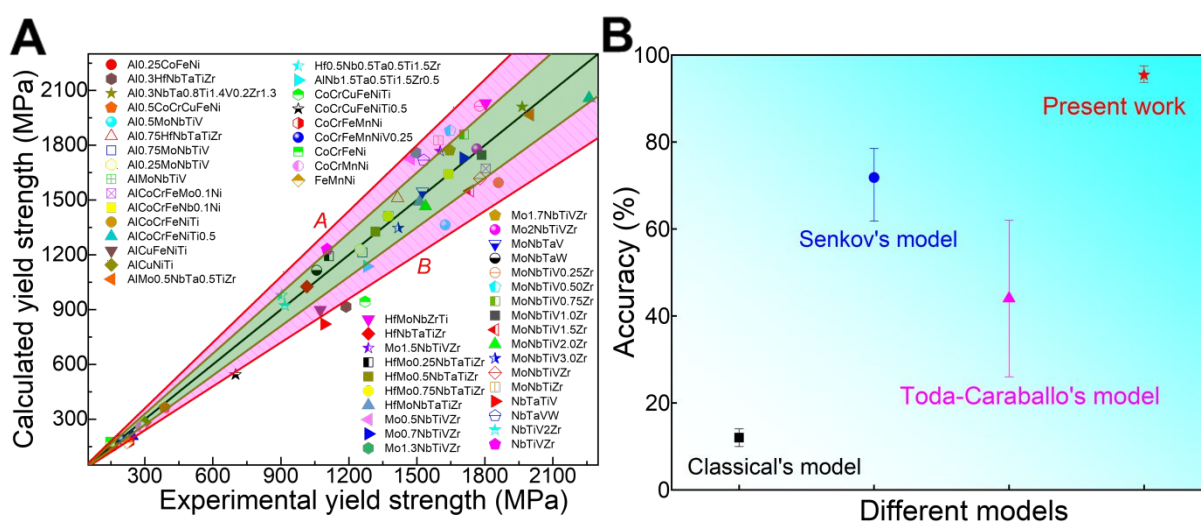 A
Calculated yield strength (MPa)
2100
1800
1500
1200
900
600
300
Al0.25CoFeNi
Al0.3HfNbTaTiZr
Al0.3NbTa0.8Ti1.4V0.2Zr1.3
Al0.5CoCrCuFeNi
Al0.5MoNbTiV
Al0.75HfNbTaTiZr
Al0.75MoNbTiV
Al0.25MoNbTiV
AlMoNbTiV
AlCoCrFeMo0.1Ni
AlCoCrFeNb0.1Ni
AlCoCrFeNiTi
AlCoCrFeNiTi0.5
AlCuFeNiTi
AlCuNiTi
AlMo0.5NbTa0.5TiZr
Hf0.5Nb0.5Ta0.5Ti1.5Zr
AlNb1.5Ta0.5Ti1.5Zr0.5
CoCrCuFeNiTi
CoCrCuFeNiTi0.5
CoCrFeMnNi
CoCrFeMnNiV0.25
CoCrFeNi
CoCrMnNi
FeMnNi
A
B
HfMoNbZrTi
HfNbTaTiZr
Mo1.5NbTiVZr
HfMo0.25NbTaTiZr
HfMo0.5NbTaTiZr
HfMo0.75NbTaTiZr
HfMoNbTaTiZr
Mo0.5NbTiVZr
Mo0.7NbTiVZr
Mo1.3NbTiVZr
Mo1.7NbTiVZr
Mo2NbTiVZr
MoNbTaV
MoNbTaW
MoNbTiV0.25Zr
MoNbTiV0.50Zr
MoNbTiV0.75Zr
MoNbTiV1.0Zr
MoNbTiV1.5Zr
MoNbTiV2.0Zr
MoNbTiV3.0Zr
MoNbTiVZr
MoNbTiZr
NbTaTiV
NbTaVW
NbTiV2Zr
NbTiVZr
300 600 900 1200 1500 1800 2100
Experimental yield strength (MPa)
B
Accuracy (%)
100
80
60
40
20
0
Present work
Senkov's model
Toda-Caraballo's model
Classical's model
Different models